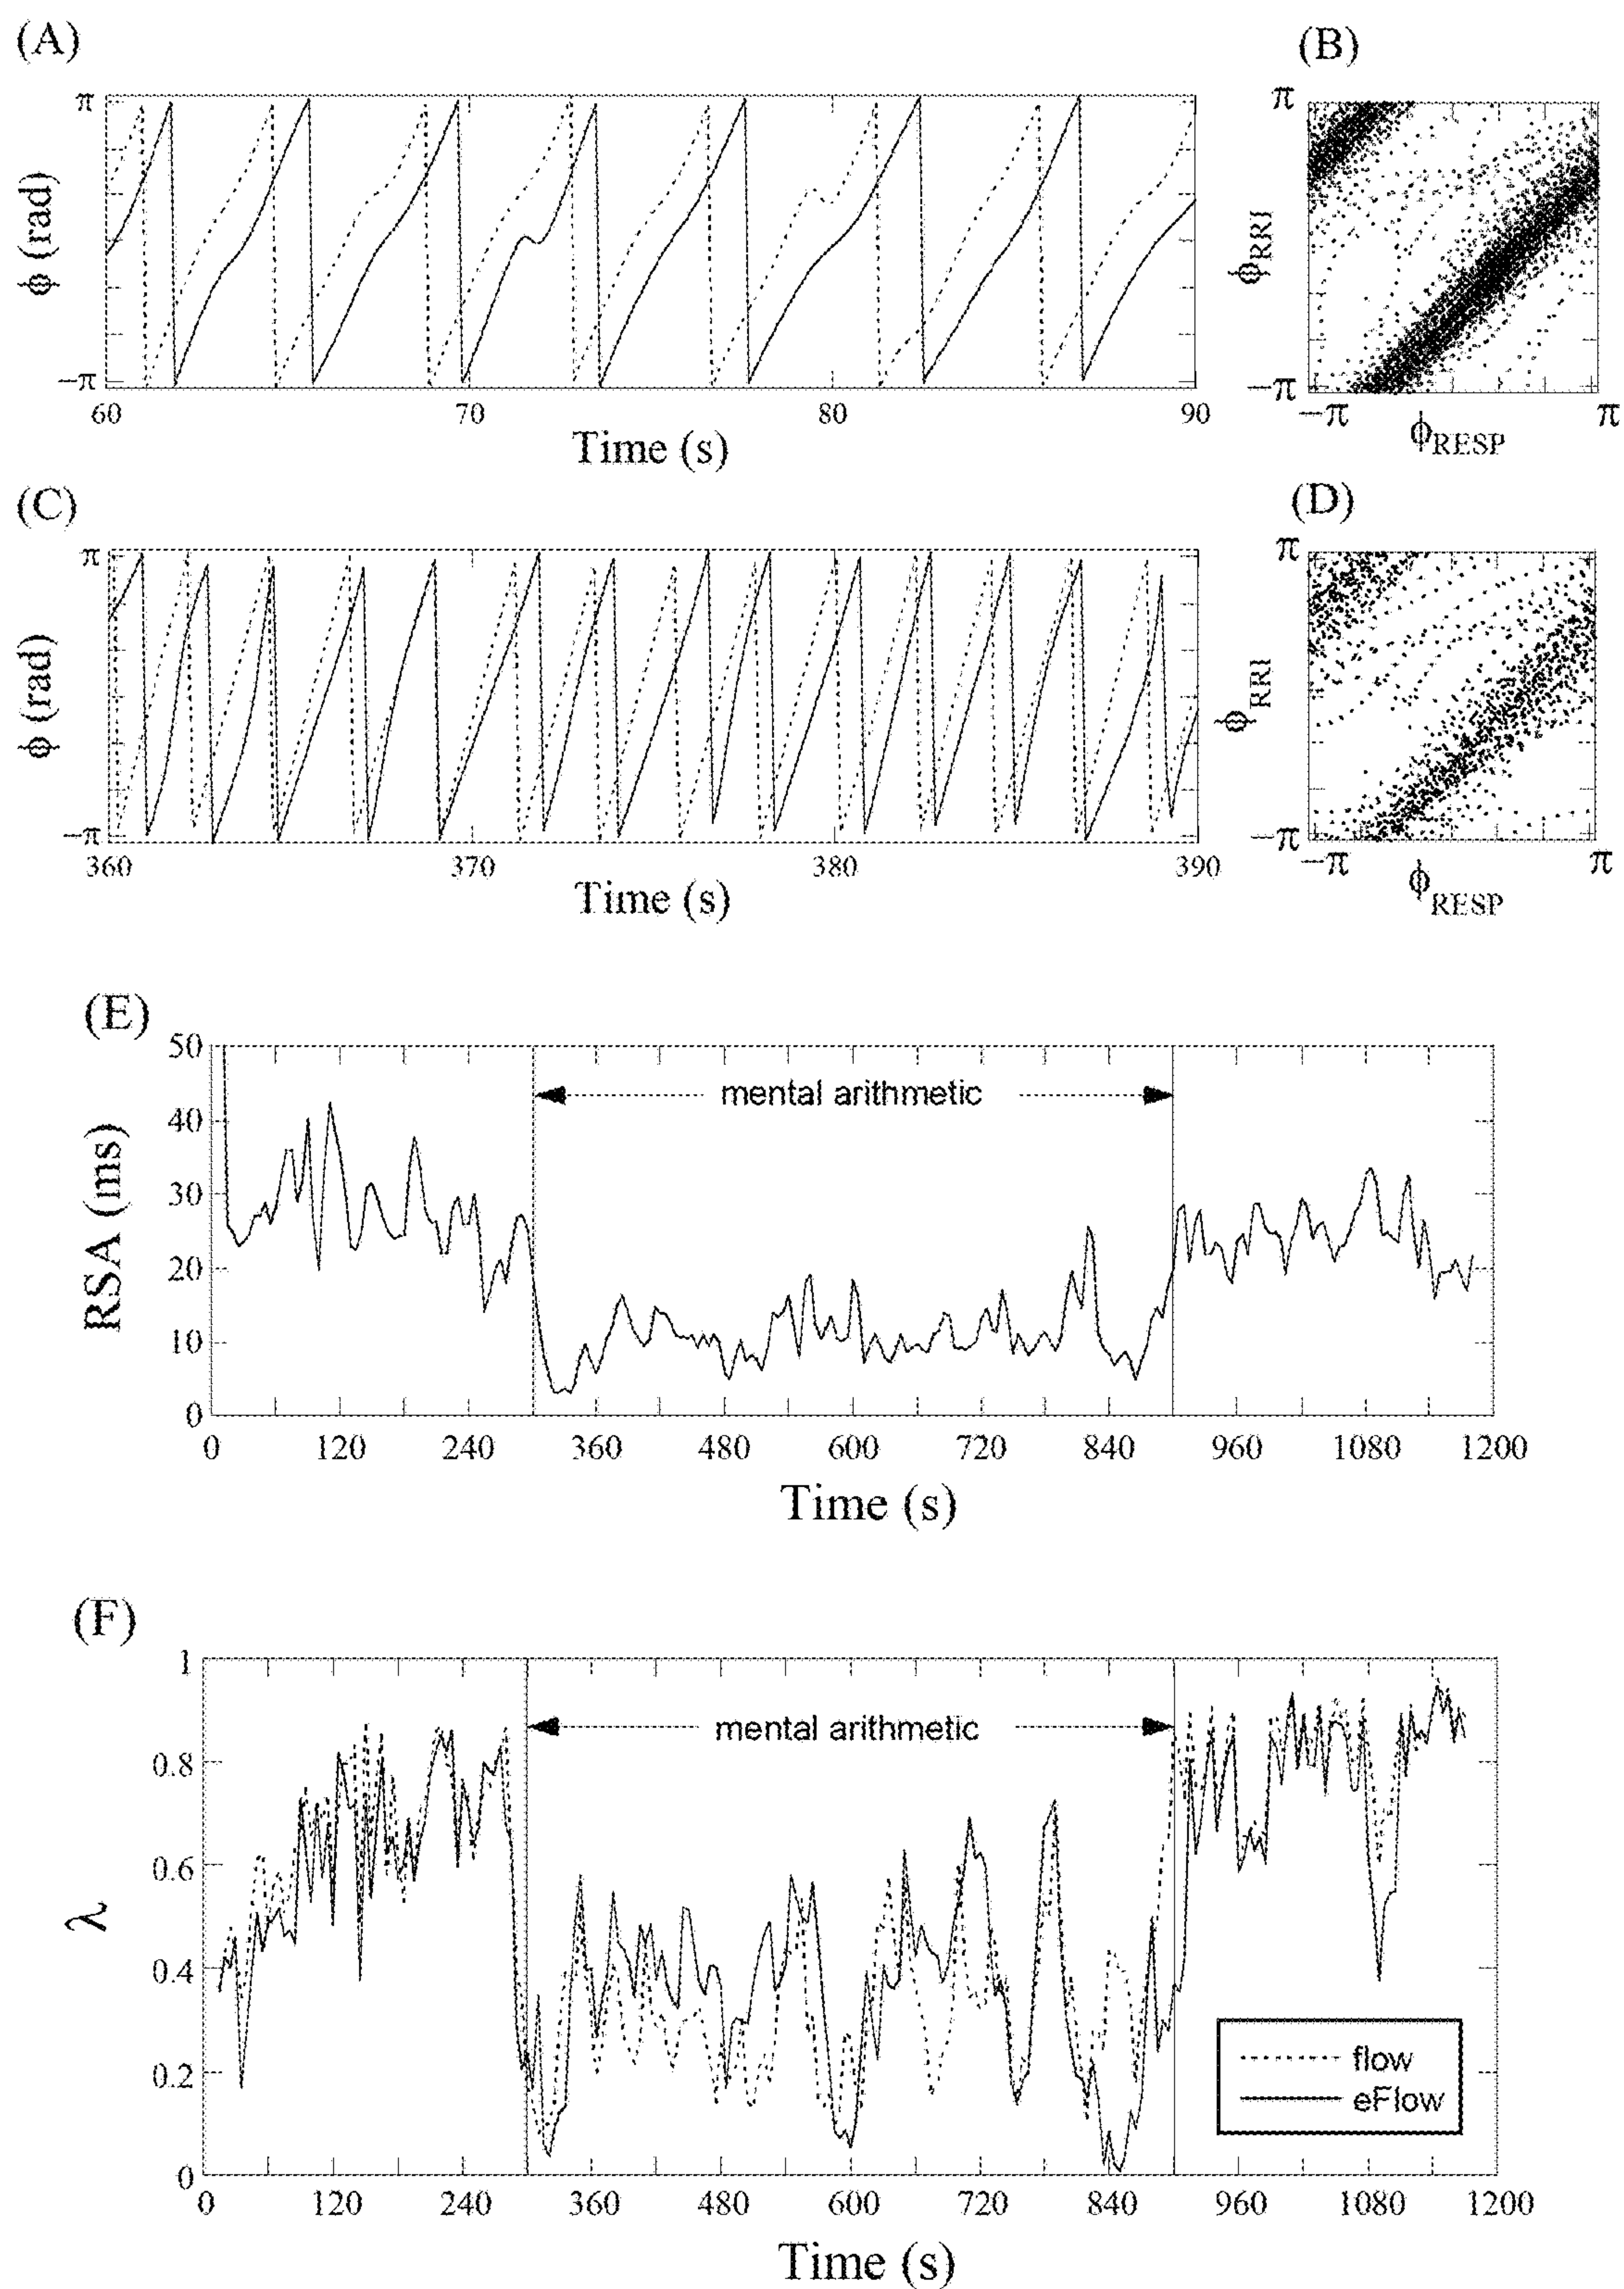 (A)
π
ϕ (rad)
−π
60 70 80 90
Time (s)
(B)
π
ϕRRI
−π
−π π
ϕRESP
(C)
π
ϕ (rad)
−π
360 370 380 390
Time (s)
(D)
π
ϕRRI
−π
−π π
ϕRESP
(E)
50
40
30
20
10
0
RSA (ms)
mental arithmetic
0 120 240 360 480 600 720 840 960 1080 1200
Time (s)
(F)
1
0.8
0.6
0.4
0.2
0
λ
mental arithmetic
flow
eFlow
0 120 240 360 480 600 720 840 960 1080 1200
Time (s)